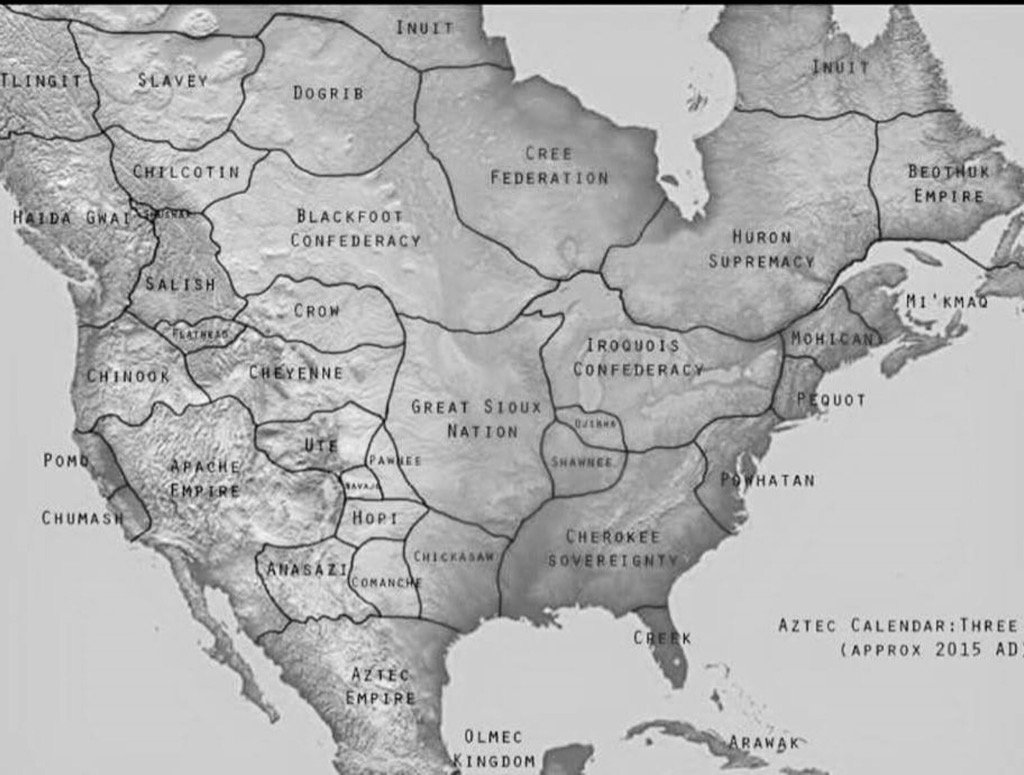 INUIT
INUIT
TLINGIT
SLAVEY
DOGRIB
CHILCOTIN
CREE
FEDERATION
BEOTHUK
EMPIRE
HAIDA GWAI
BLACKFOOT
CONFEDERACY
HURON
SUPREMACY
SALISH
CROW
MI'KMAQ
FLATHEAD
MOHICAN
IROQUOIS
CONFEDERACY
CHINOOK
CHEYENNE
PEQUOT
GREAT SIOUX
NATION
OJIBWA
UTE
POMO
PAWNEE
SHAWNEE
APACHE
EMPIRE
POWHATAN
NAVAJO
CHUMASH
HOPI
CHEROKEE
SOVEREIGNTY
CHICKASAW
ANASAZI
COMANCHE
CREEK
AZTEC CALENDAR:THREE
(APPROX 2015 AD)
AZTEC
EMPIRE
OLMEC
KINGDOM
ARAWAK